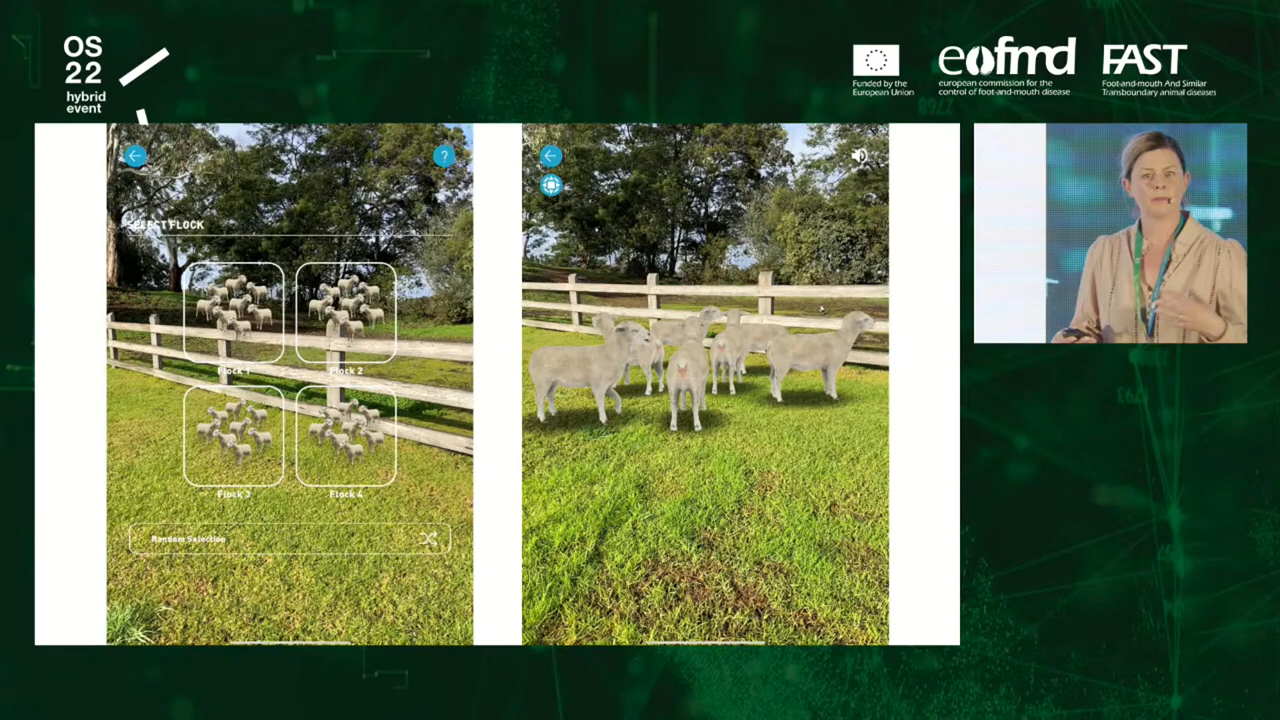 OS
22
hybrid
event
Funded by the
European Union
eofmd
european commission for the
control of foot-and-mouth disease
FAST
Foot-and-mouth And Similar
Transboundary animal diseases
?
SELECT FLOCK
Flock 1
Flock 2
Flock 3
Flock 4
Random Selection